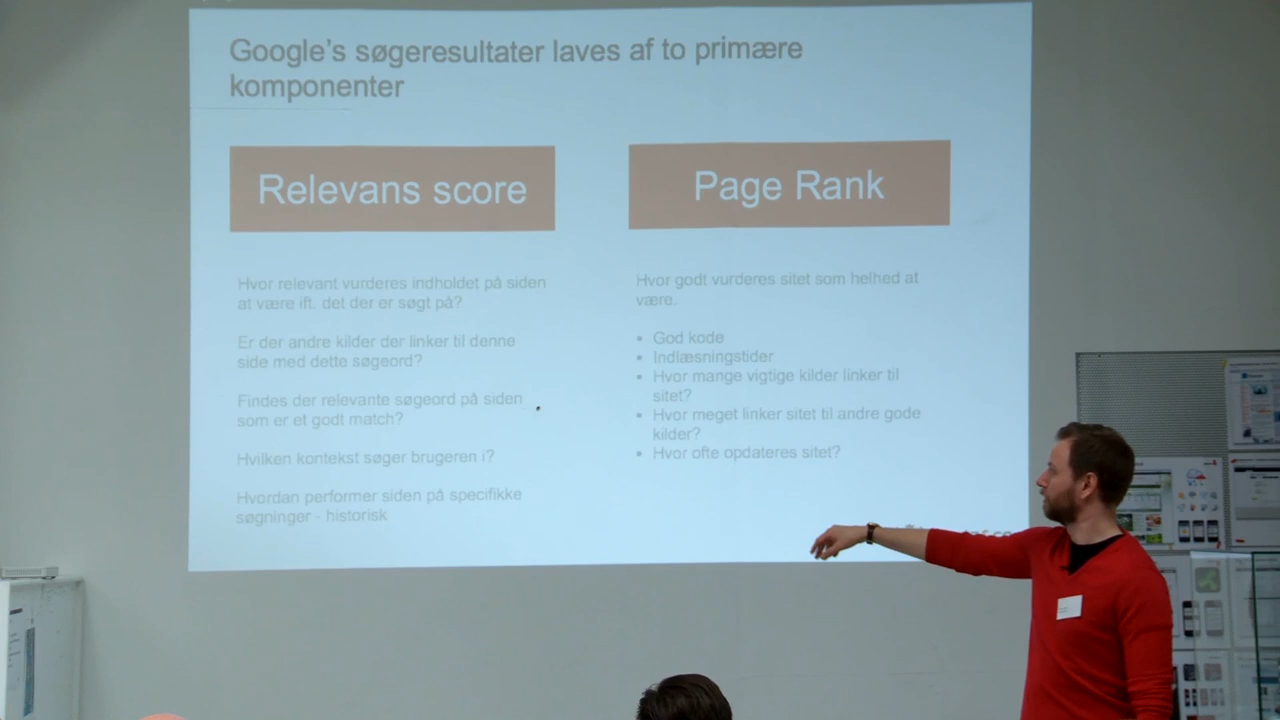 Google's søgeresultater laves af to primære
komponenter
Relevans score
Hvor relevant vurderes indholdet på siden
at være ift. det der er søgt på?
Er der andre kilder der linker til denne
side med dette søgeord?
Findes der relevante søgeord på siden
som er et godt match?
Hvilken kontekst søger brugeren i?
Hvordan performer siden på specifikke
søgninger - historisk
Page Rank
Hvor godt vurderes sitet som helhed at
være.
• God kode
• Indlæsningstider
• Hvor mange vigtige kilder linker til
sitet?
• Hvor meget linker sitet til andre gode
kilder?
• Hvor ofte opdateres sitet?